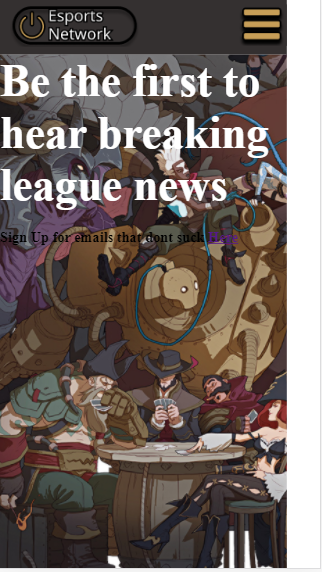 Esports
Network
Be the first to
hear breaking
league news
Sign Up for emails that dont suck Here